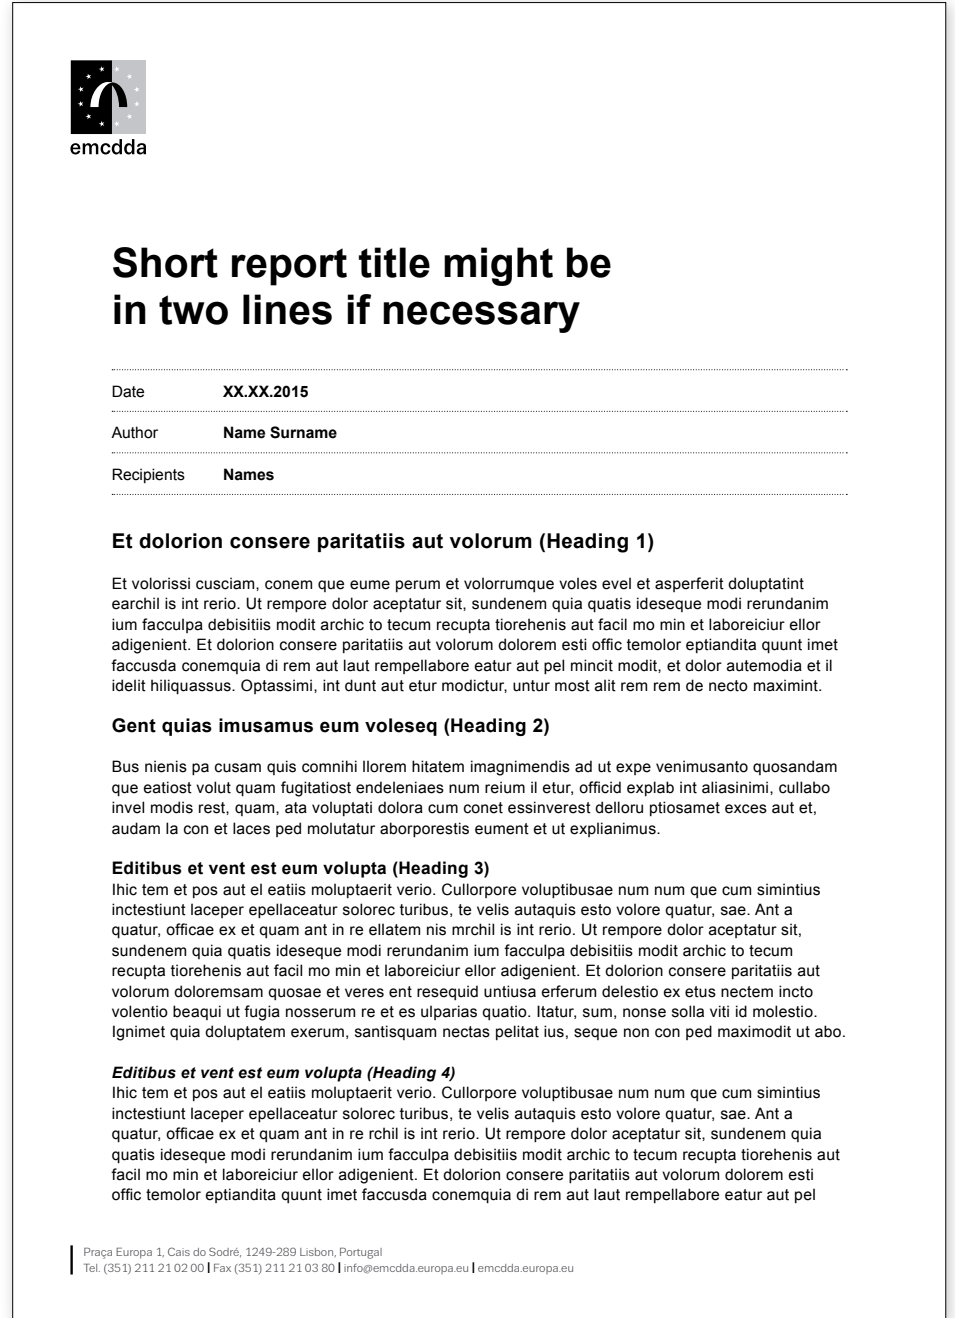 emcdda
Short report title might be
in two lines if necessary
Date XX.XX.2015
Author Name Surname
Recipients Names
Et dolorion consere paritatiis aut volorum (Heading 1)
Et volorissi cusciam, conem que eume perum et volorrumque voles evel et asperferit doluptatint
earchil is int rerio. Ut rempore dolor aceptatur sit, sundenem quia quatis ideseque modi rerundanim
ium facculpa debisitiis modit archic to tecum recupta tiorehenis aut facil mo min et laboreiciur ellor
adigenient. Et dolorion consere paritatiis aut volorum dolorem esti offic temolor eptiandita quunt imet
faccusda conemquia di rem aut laut rempellabore eatur aut pel mincit modit, et dolor autemodia et il
idelit hiliquassus. Optassimi, int dunt aut etur modictur, untur most alit rem rem de necto maximint.
Gent quias imusamus eum voleseq (Heading 2)
Bus nienis pa cusam quis comnihi llorem hitatem imagnimendis ad ut expe venimusanto quosandam
que eatiost volut quam fugitatiost endeleniaes num reium il etur, officid explab int aliasinimi, cullabo
invel modis rest, quam, ata voluptati dolora cum conet essinverest delloru ptiosamet exces aut et,
audam la con et laces ped molutatur aborporestis eument et ut explianimus.
Editibus et vent est eum volupta (Heading 3)
Ihic tem et pos aut el eatiis moluptaerit verio. Cullorpore voluptibusae num num que cum simintius
inctestiunt laceper epellaceatur solorec turibus, te velis autaquis esto volore quatur, sae. Ant a
quatur, officae ex et quam ant in re ellatem nis mrchil is int rerio. Ut rempore dolor aceptatur sit,
sundenem quia quatis ideseque modi rerundanim ium facculpa debisitiis modit archic to tecum
recupta tiorehenis aut facil mo min et laboreiciur ellor adigenient. Et dolorion consere paritatiis aut
volorum doloremsam quosae et veres ent resequid untiusa erferum delestio ex etus nectem incto
volentio beaqui ut fugia nosserum re et es ulparias quatio. Itatur, sum, nonse solla viti id molestio.
Ignimet quia doluptatem exerum, santisquam nectas pelitat ius, seque non con ped maximodit ut abo.
Editibus et vent est eum volupta (Heading 4)
Ihic tem et pos aut el eatiis moluptaerit verio. Cullorpore voluptibusae num num que cum simintius
inctestiunt laceper epellaceatur solorec turibus, te velis autaquis esto volore quatur, sae. Ant a
quatur, officae ex et quam ant in re rchil is int rerio. Ut rempore dolor aceptatur sit, sundenem quia
quatis ideseque modi rerundanim ium facculpa debisitiis modit archic to tecum recupta tiorehenis aut
facil mo min et laboreiciur ellor adigenient. Et dolorion consere paritatiis aut volorum dolorem esti
offic temolor eptiandita quunt imet faccusda conemquia di rem aut laut rempellabore eatur aut pel
Praça Europa 1, Cais do Sodré, 1249-289 Lisbon, Portugal
Tel. (351) 211 21 02 00 | Fax (351) 211 21 03 80 | info@emcdda.europa.eu | emcdda.europa.eu